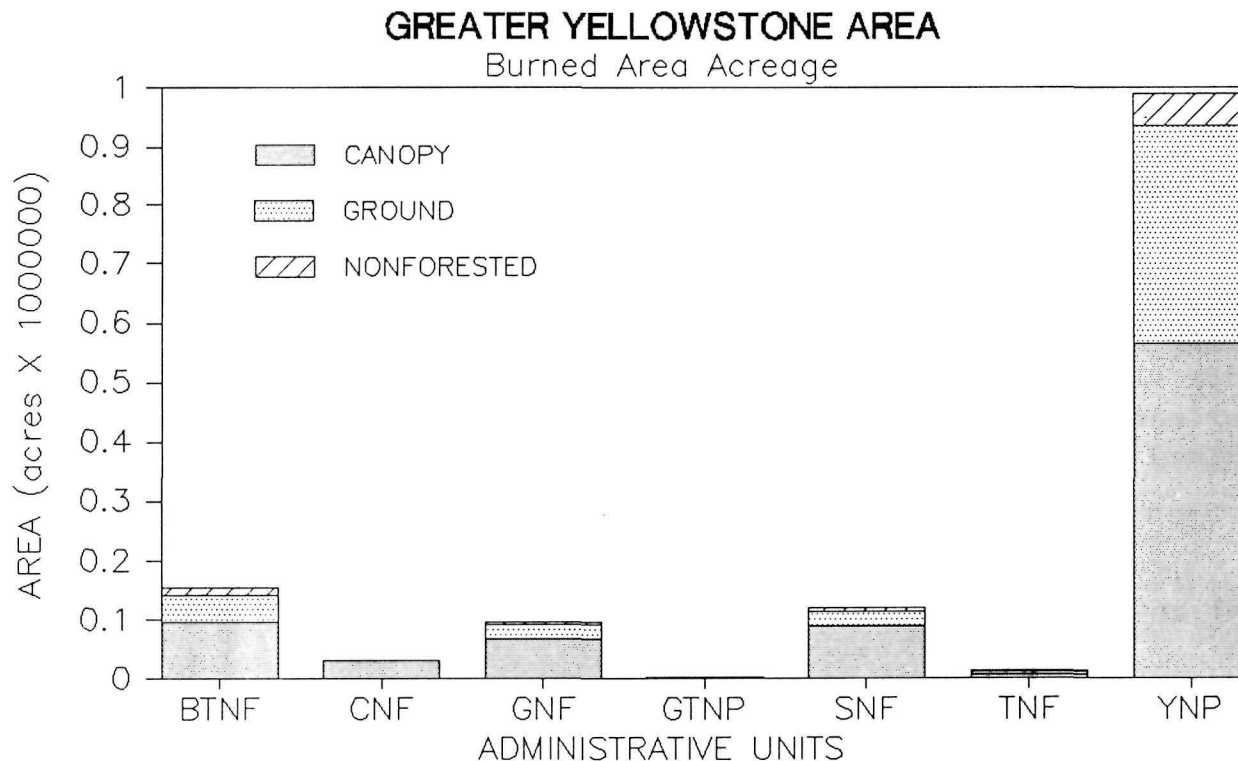 GREATER YELLOWSTONE AREA
Burned Area Acreage
AREA (acres X 1000000)
1
0.9
0.8
0.7
0.6
0.5
0.4
0.3
0.2
0.1
0
CANOPY
GROUND
NONFORESTED
BTNF CNF GNF GTNP SNF TNF YNP
ADMINISTRATIVE UNITS